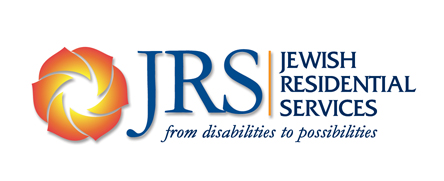 JRS
JEWISH
RESIDENTIAL
SERVICES
from disabilities to possibilities